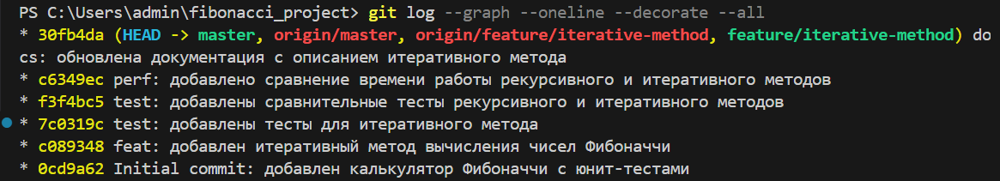 PS C:\Users\admin\fibonacci_project> git log --graph --oneline --decorate --all
* 30fb4da (HEAD -> master, origin/master, origin/feature/iterative-method, feature/iterative-method) do
cs: обновлена документация с описанием итеративного метода
* c6349ec perf: добавлено сравнение времени работы рекурсивного и итеративного методов
* f3f4bc5 test: добавлены сравнительные тесты рекурсивного и итеративного методов
* 7c0319c test: добавлены тесты для итеративного метода
* c089348 feat: добавлен итеративный метод вычисления чисел Фибоначчи
* 0cd9a62 Initial commit: добавлен калькулятор Фибоначчи с юнит-тестами